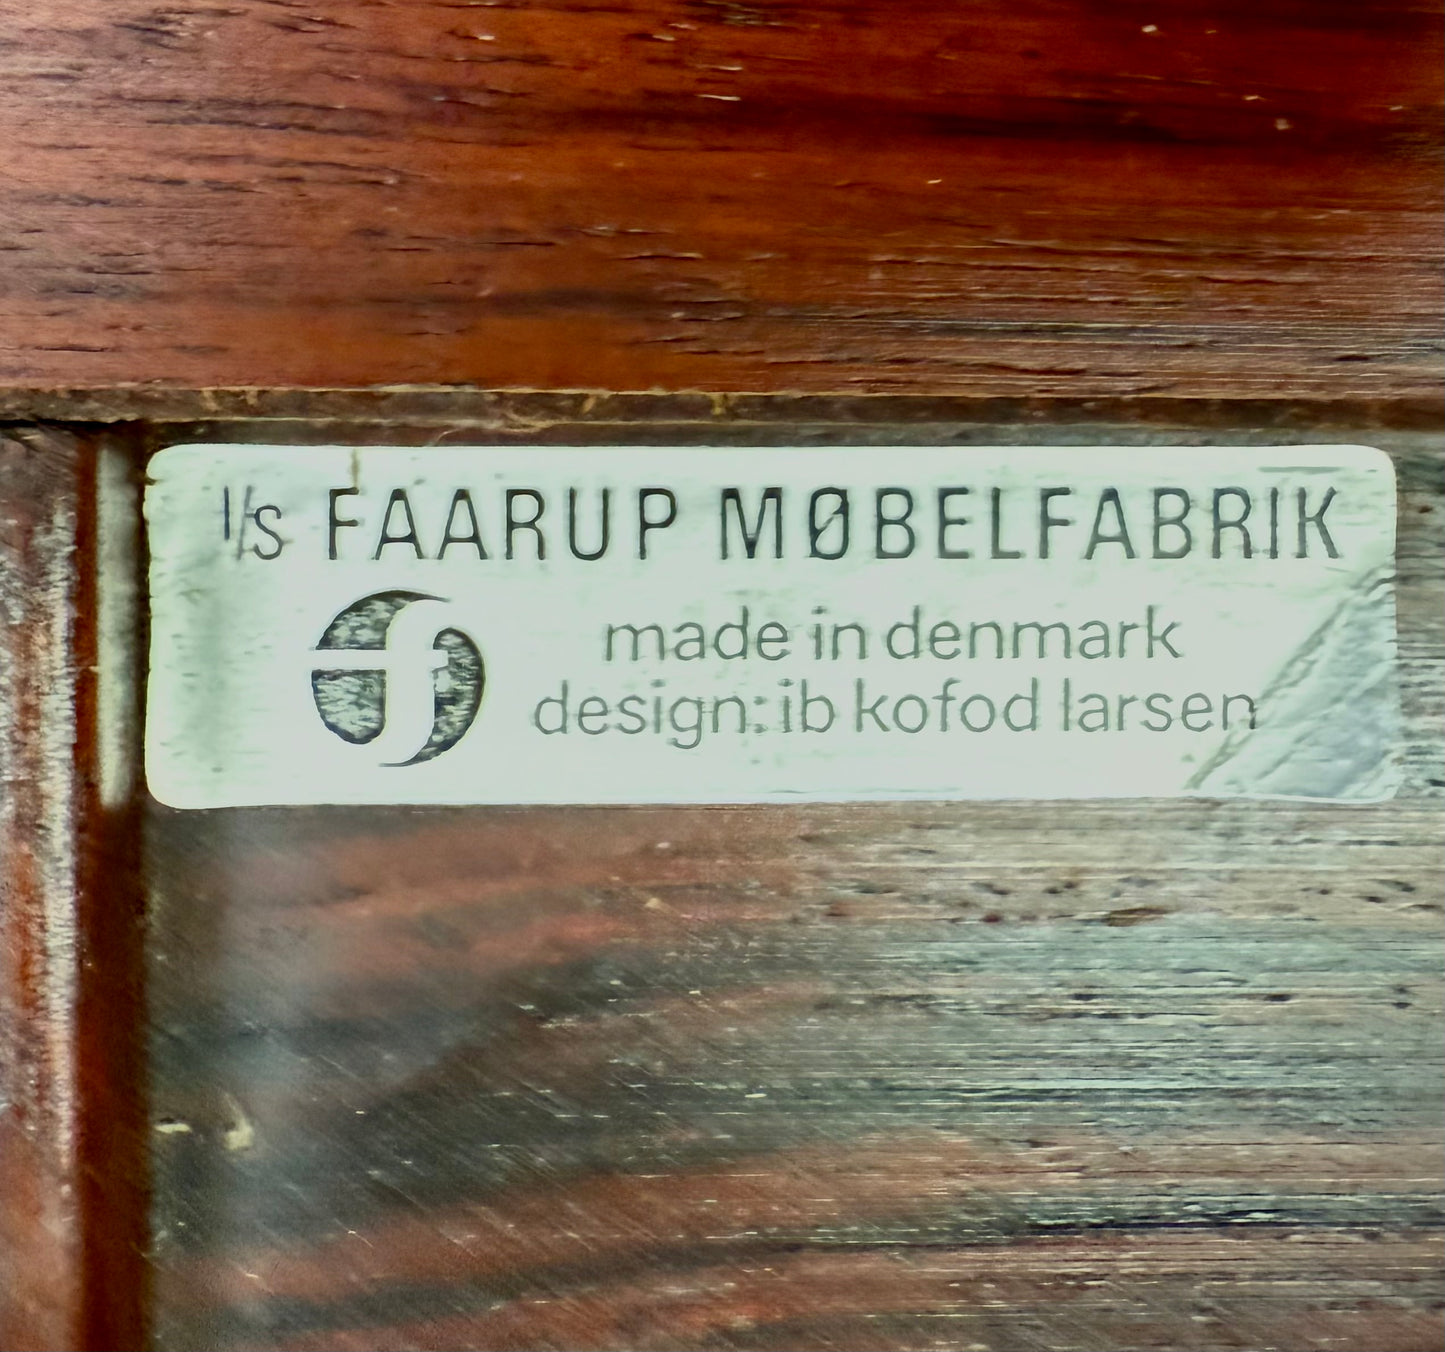 I/S FAARUP MØBELFABRIK
f
made in denmark
design: ib kofod larsen